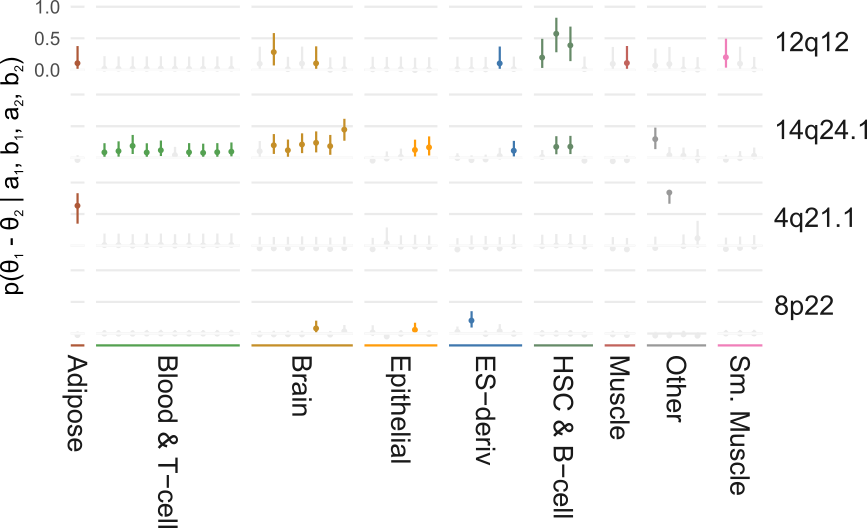 1.0
0.5
0.0
p(θ₁ - θ₂ | a₁, b₁, a₂, b₂)
12q12
14q24.1
4q21.1
8p22
Adipose
Blood & T−cell
Brain
Epithelial
ES−deriv
HSC & B−cell
Muscle
Other
Sm. Muscle